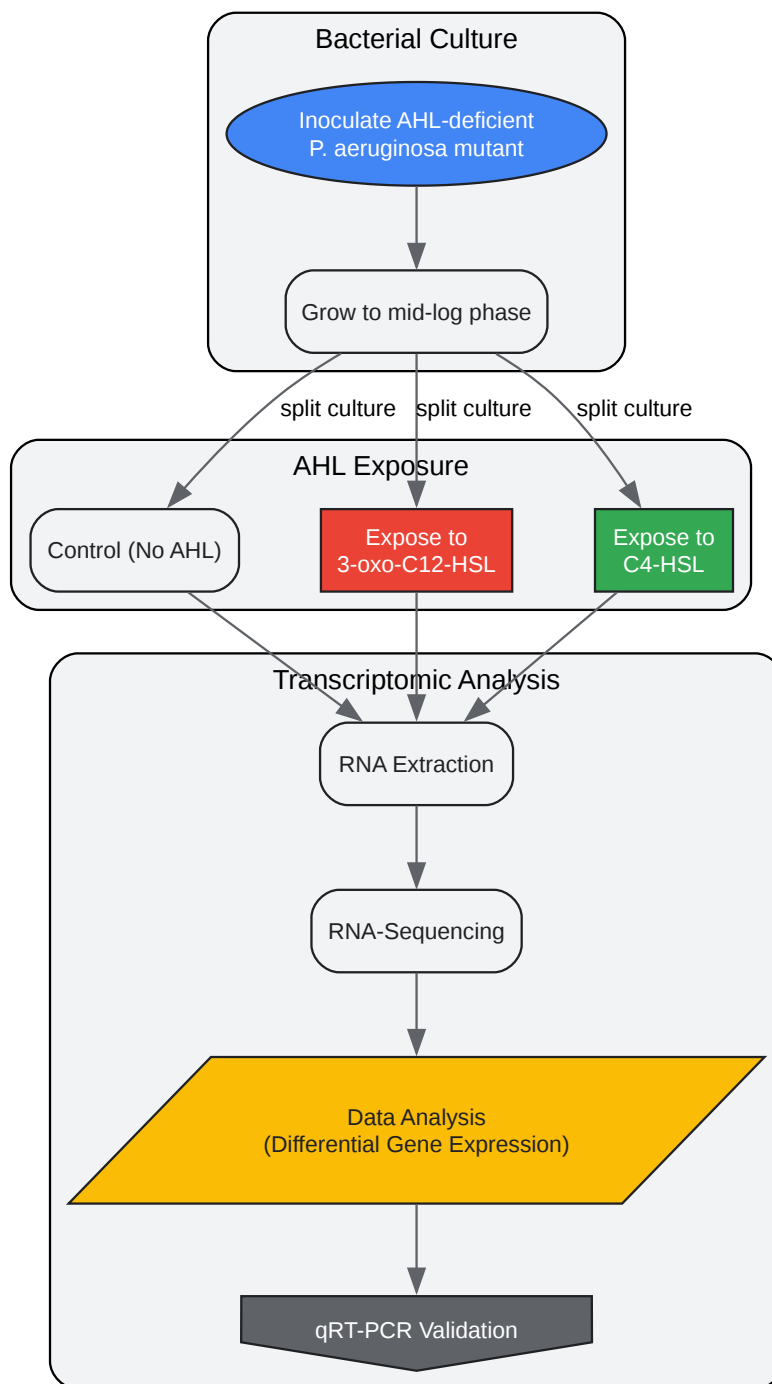 Bacterial Culture
Inoculate AHL-deficient
P. aeruginosa mutant
Grow to mid-log phase
split culture
split culture
split culture
AHL Exposure
Control (No AHL)
Expose to
3-oxo-C12-HSL
Expose to
C4-HSL
Transcriptomic Analysis
RNA Extraction
RNA-Sequencing
Data Analysis
(Differential Gene Expression)
qRT-PCR Validation